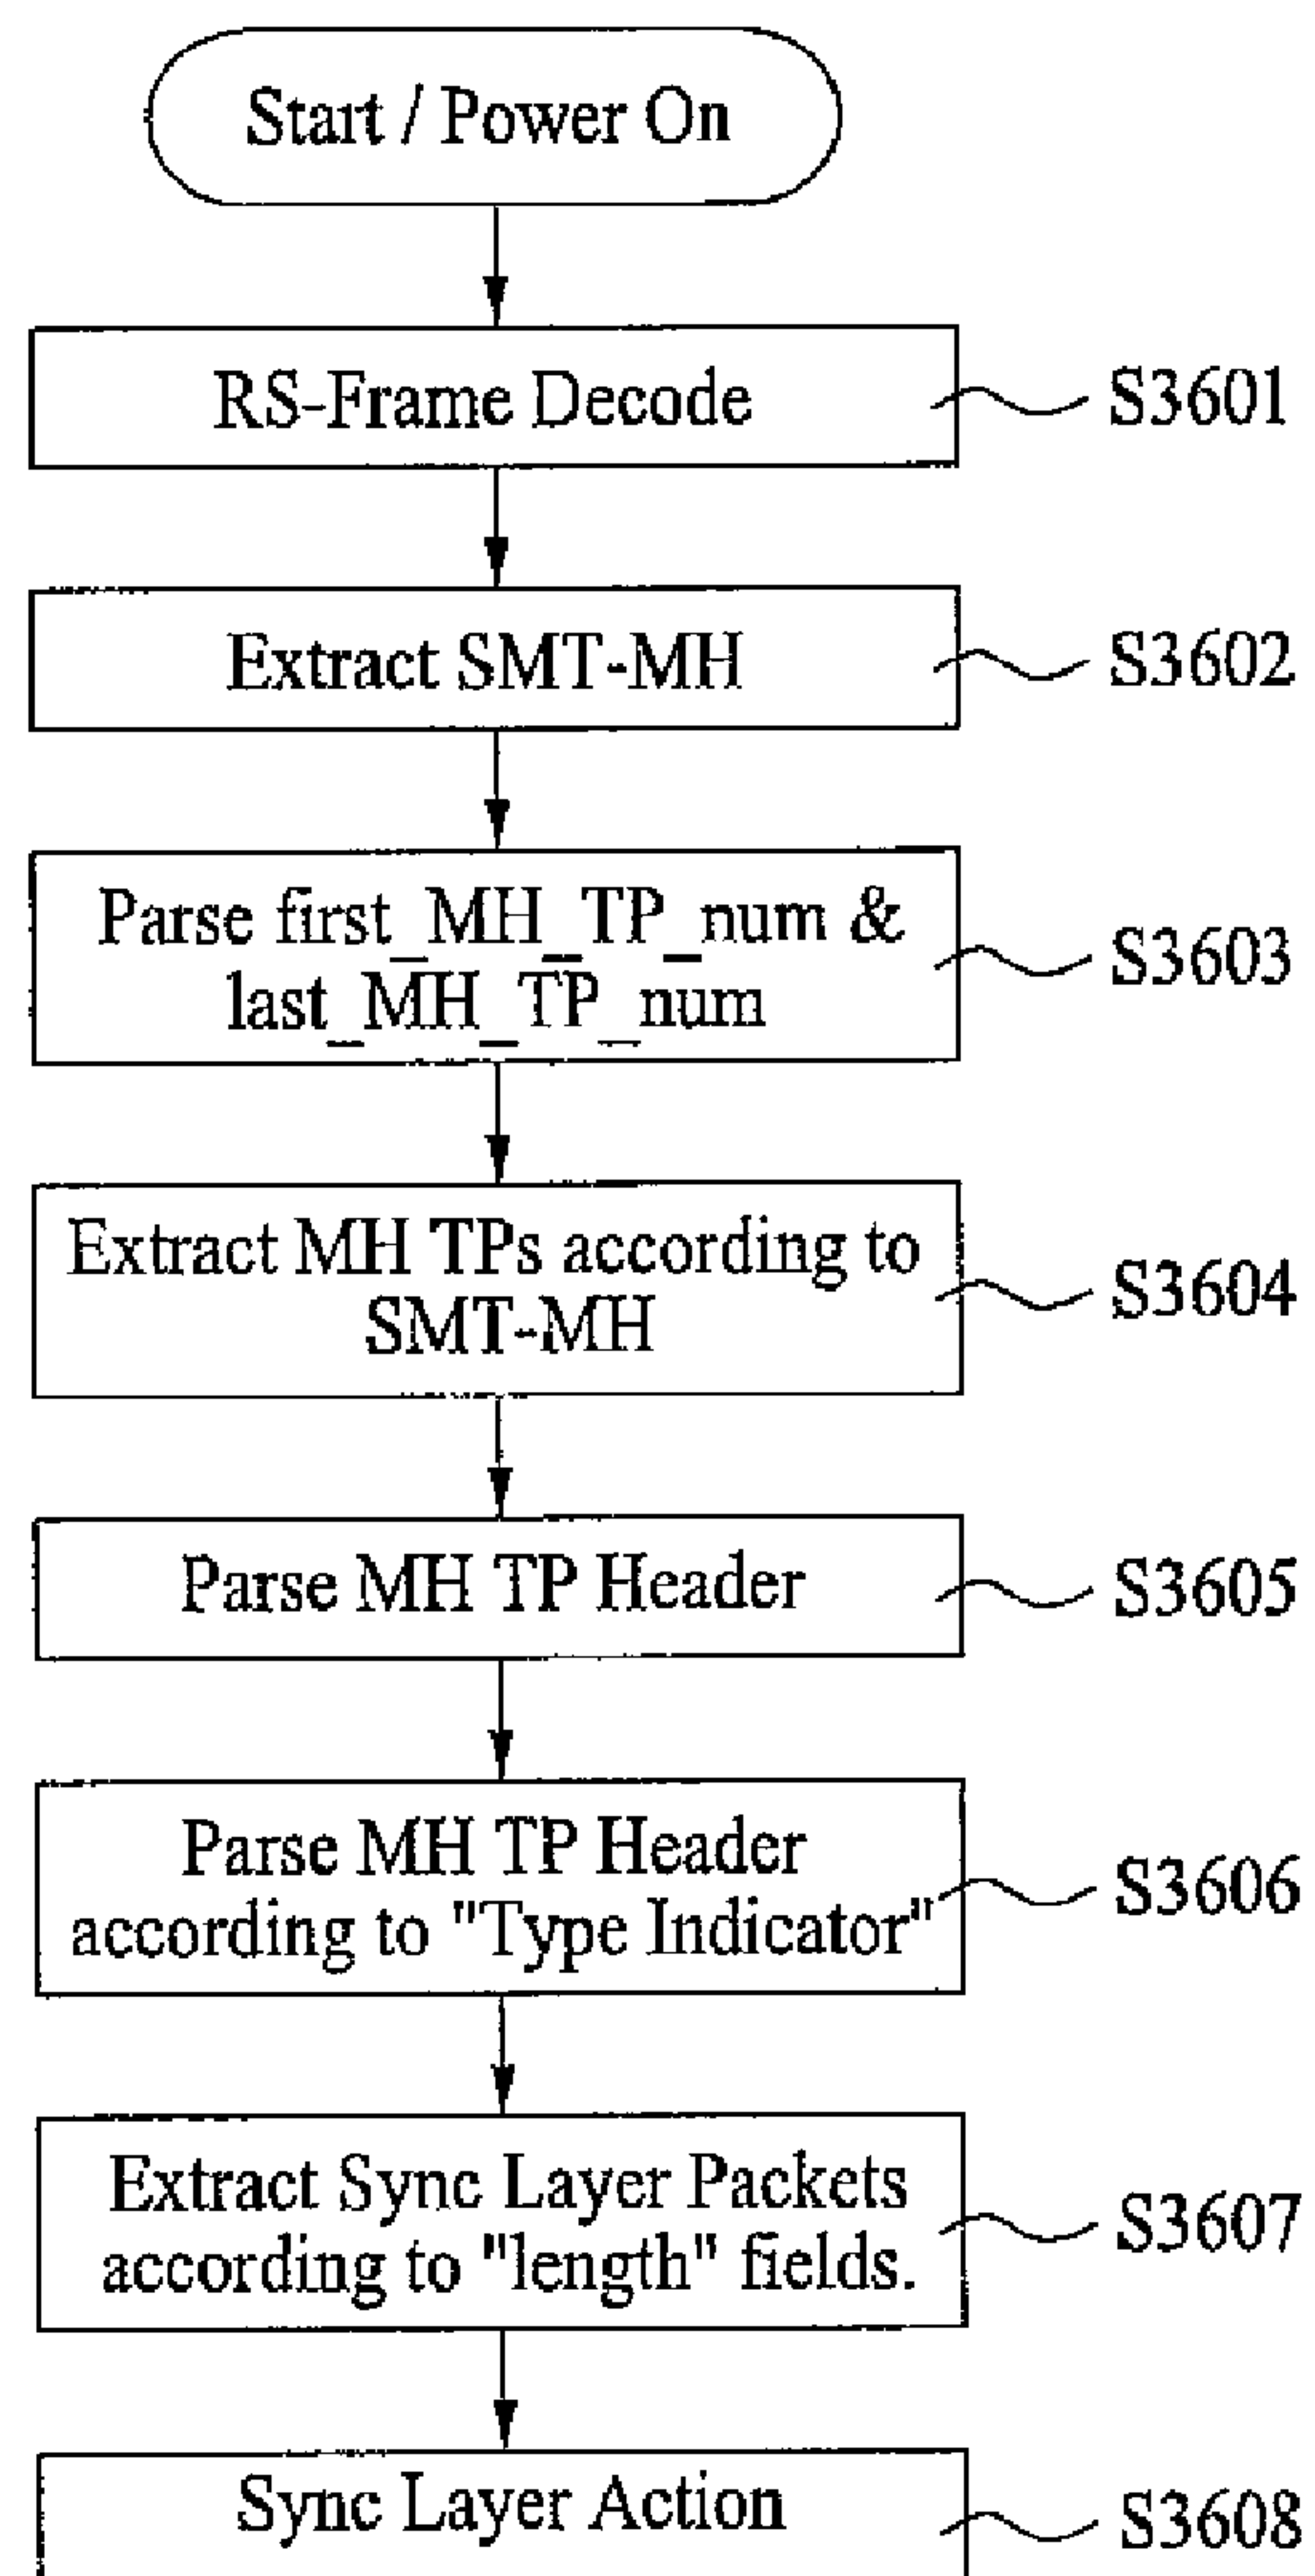 Start / Power On
RS-Frame Decode
S3601
Extract SMT-MH
S3602
Parse first_MH_TP_num &
last_MH_TP_num
S3603
Extract MH TPs according to
SMT-MH
S3604
Parse MH TP Header
S3605
Parse MH TP Header
according to "Type Indicator"
S3606
Extract Sync Layer Packets
according to "length" fields.
S3607
Sync Layer Action
S3608